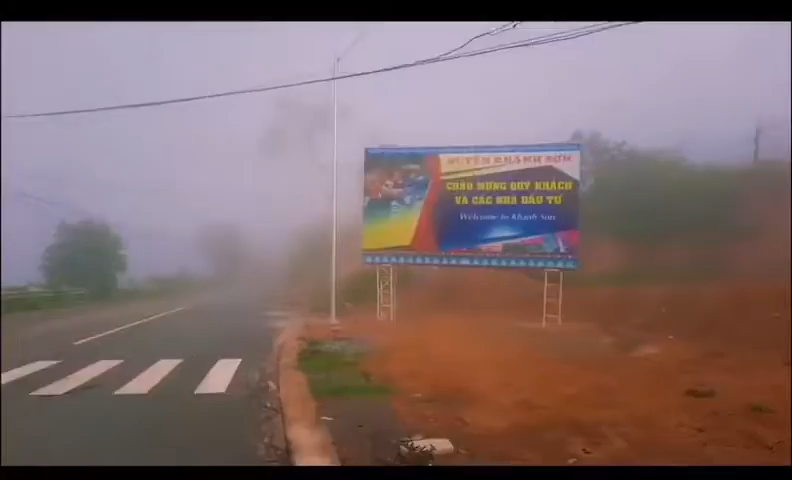 HUYỆN KHÁNH SƠN
CHÀO MỪNG QUÝ KHÁCH
VÀ CÁC NHÀ ĐẦU TƯ
Welcome to Khanh Son